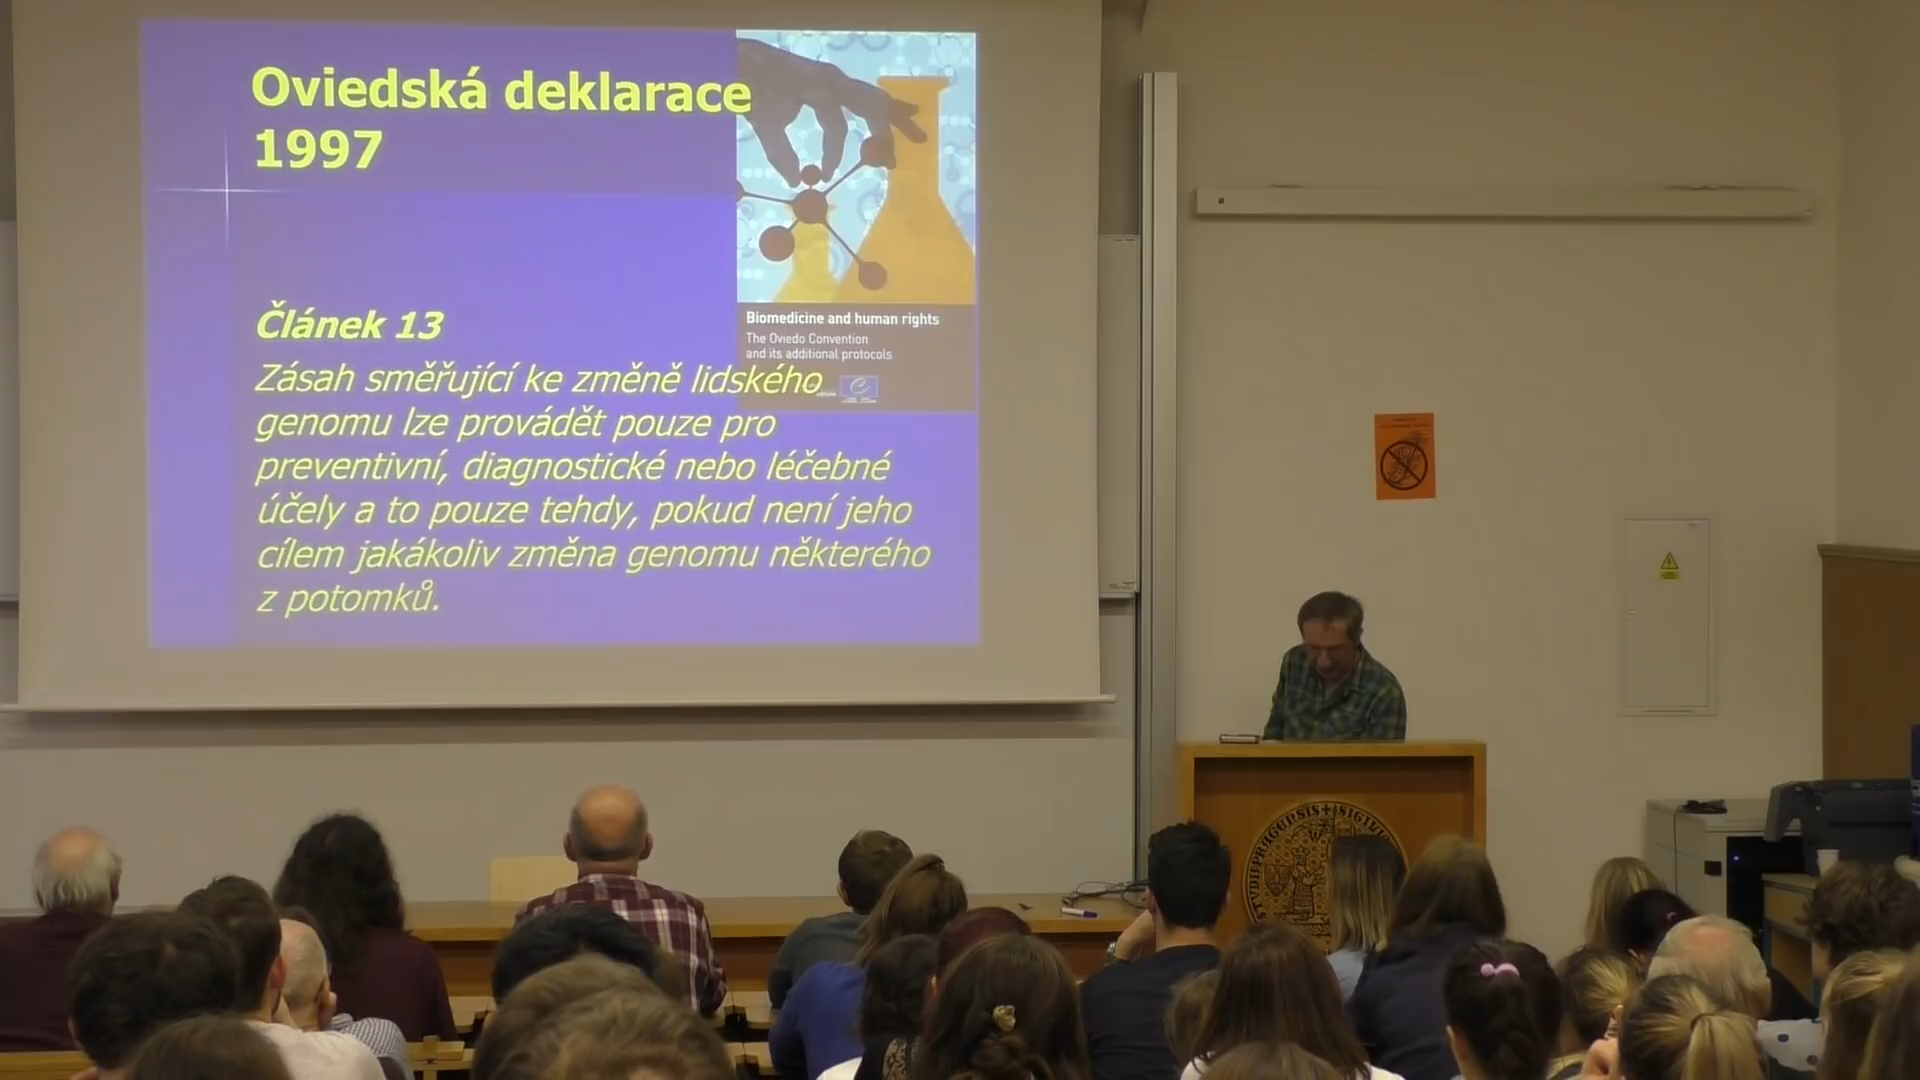 Oviedská deklarace
1997
Biomedicine and human rights
The Oviedo Convention
and its additional protocols
Článek 13
Zásah směřující ke změně lidského
genomu lze provádět pouze pro
preventivní, diagnostické nebo léčebné
účely a to pouze tehdy, pokud není jeho
cílem jakákoliv změna genomu některého
z potomků.